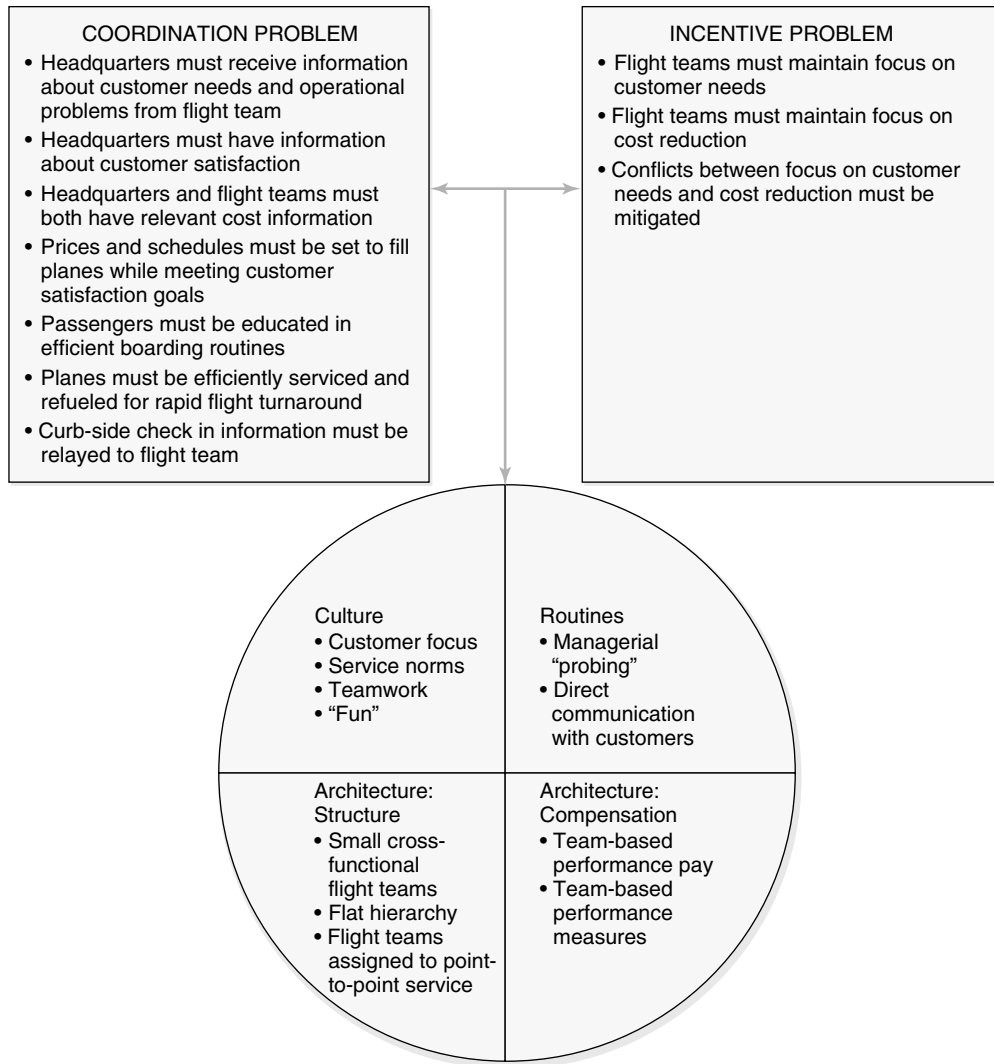 COORDINATION PROBLEM
• Headquarters must receive information
about customer needs and operational
problems from flight team
• Headquarters must have information
about customer satisfaction
• Headquarters and flight teams must
both have relevant cost information
• Prices and schedules must be set to fill
planes while meeting customer
satisfaction goals
• Passengers must be educated in
efficient boarding routines
• Planes must be efficiently serviced and
refueled for rapid flight turnaround
• Curb-side check in information must be
relayed to flight team
INCENTIVE PROBLEM
• Flight teams must maintain focus on
customer needs
• Flight teams must maintain focus on
cost reduction
• Conflicts between focus on customer
needs and cost reduction must be
mitigated
Culture
• Customer focus
• Service norms
• Teamwork
• “Fun”
Routines
• Managerial
“probing”
• Direct
communication
with customers
Architecture:
Structure
• Small cross-
functional
flight teams
• Flat hierarchy
• Flight teams
assigned to point-
to-point service
Architecture:
Compensation
• Team-based
performance pay
• Team-based
performance
measures